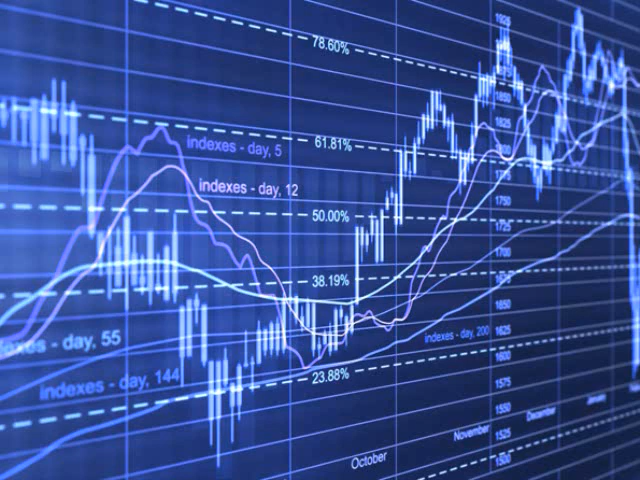 78.60%
61.81%
indexes - day, 5
indexes - day, 12
50.00%
38.19%
indexes - day, 55
indexes - day, 144
indexes - day, 200
23.88%
1925
1850
1825
1750
1725
1700
1675
1650
1625
1600
1575
1550
1525
1500
October
November
December
January